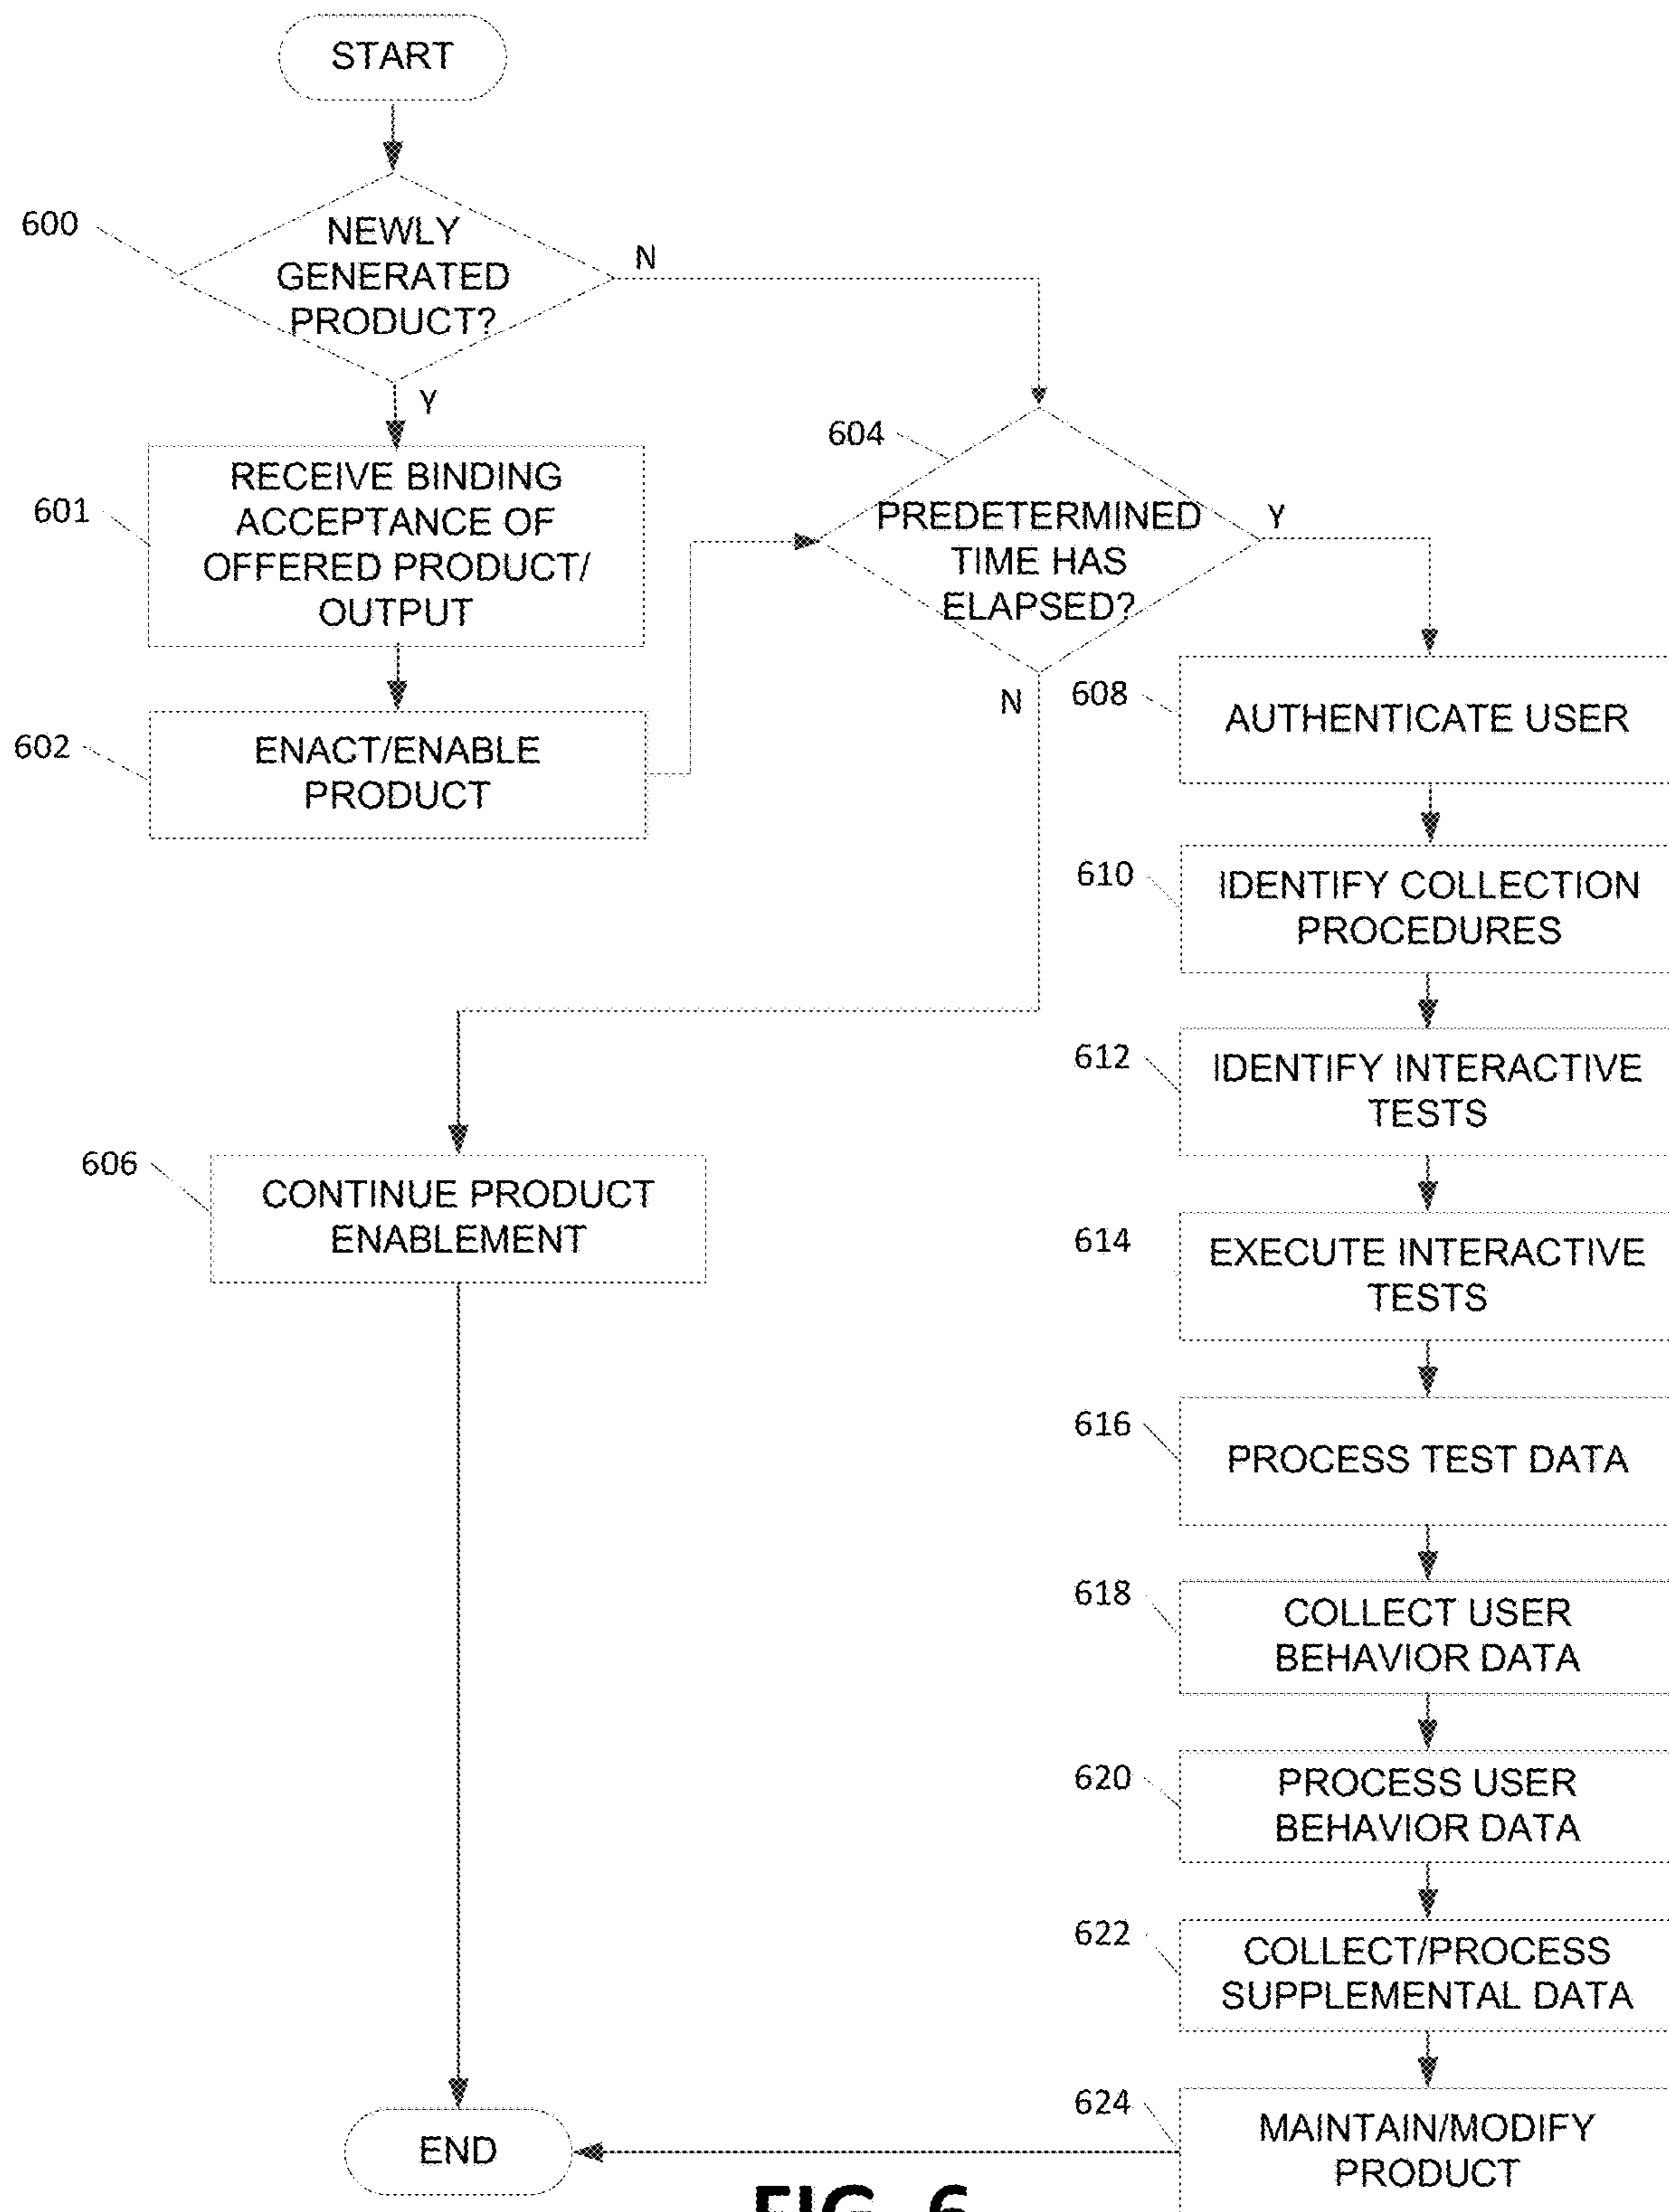 START
600
NEWLY
GENERATED
PRODUCT?
N
Y
601
RECEIVE BINDING
ACCEPTANCE OF
OFFERED PRODUCT/
OUTPUT
602
ENACT/ENABLE
PRODUCT
604
PREDETERMINED
TIME HAS
ELAPSED?
Y
N
606
CONTINUE PRODUCT
ENABLEMENT
608
AUTHENTICATE USER
610
IDENTIFY COLLECTION
PROCEDURES
612
IDENTIFY INTERACTIVE
TESTS
614
EXECUTE INTERACTIVE
TESTS
616
PROCESS TEST DATA
618
COLLECT USER
BEHAVIOR DATA
620
PROCESS USER
BEHAVIOR DATA
622
COLLECT/PROCESS
SUPPLEMENTAL DATA
624
MAINTAIN/MODIFY
PRODUCT
END
FIG. 6